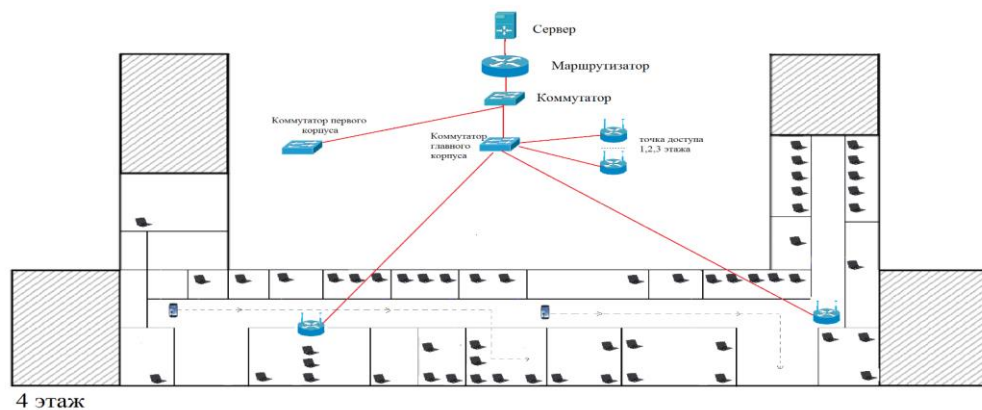 Сервер
Маршрутизатор
Коммутатор
Коммутатор первого
корпуса
Коммутатор
главного
корпуса
точка доступа
1,2,3 этажа
4 этаж